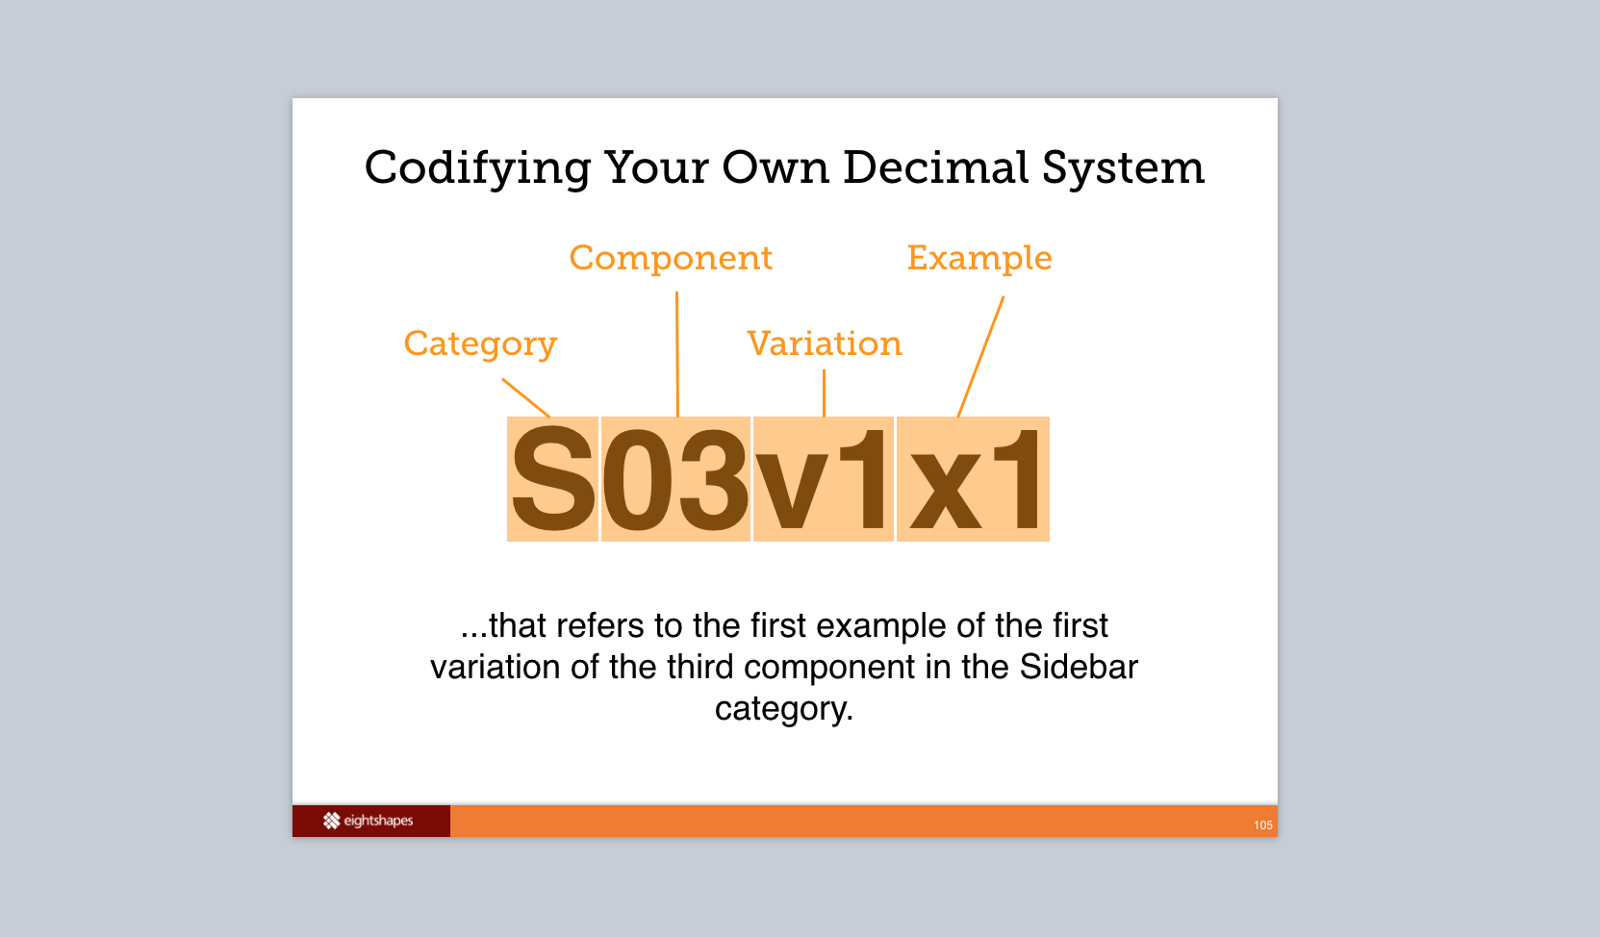 Codifying Your Own Decimal System
Component
Example
Category
Variation
S03v1x1
...that refers to the first example of the first
variation of the third component in the Sidebar
category.
eightshapes
105